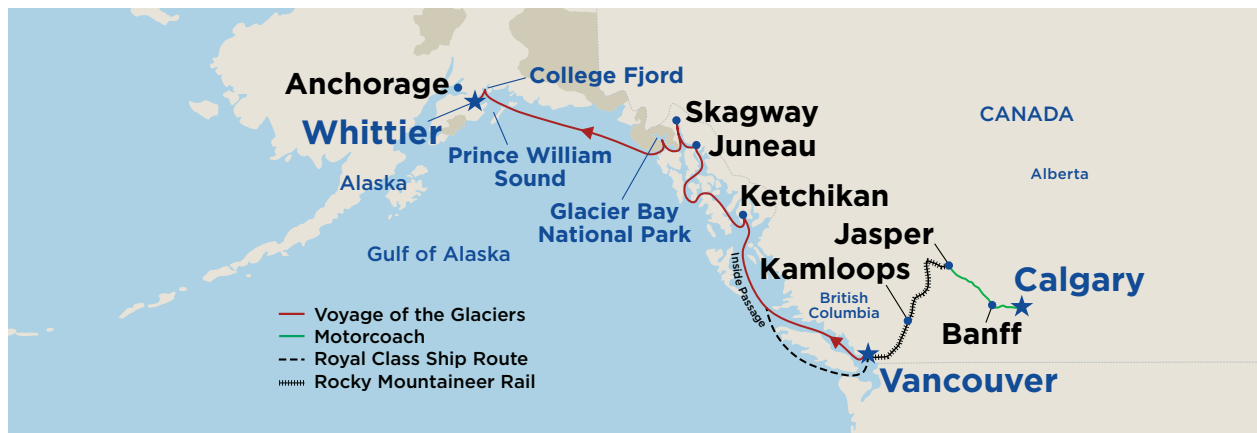 Anchorage
College Fjord
Whittier
Prince William
Sound
Skagway
Juneau
CANADA
Alaska
Alberta
Glacier Bay
National Park
Ketchikan
Gulf of Alaska
Inside Passage
Jasper
Kamloops
Calgary
British
Columbia
Banff
Vancouver
Voyage of the Glaciers
Motorcoach
Royal Class Ship Route
Rocky Mountaineer Rail